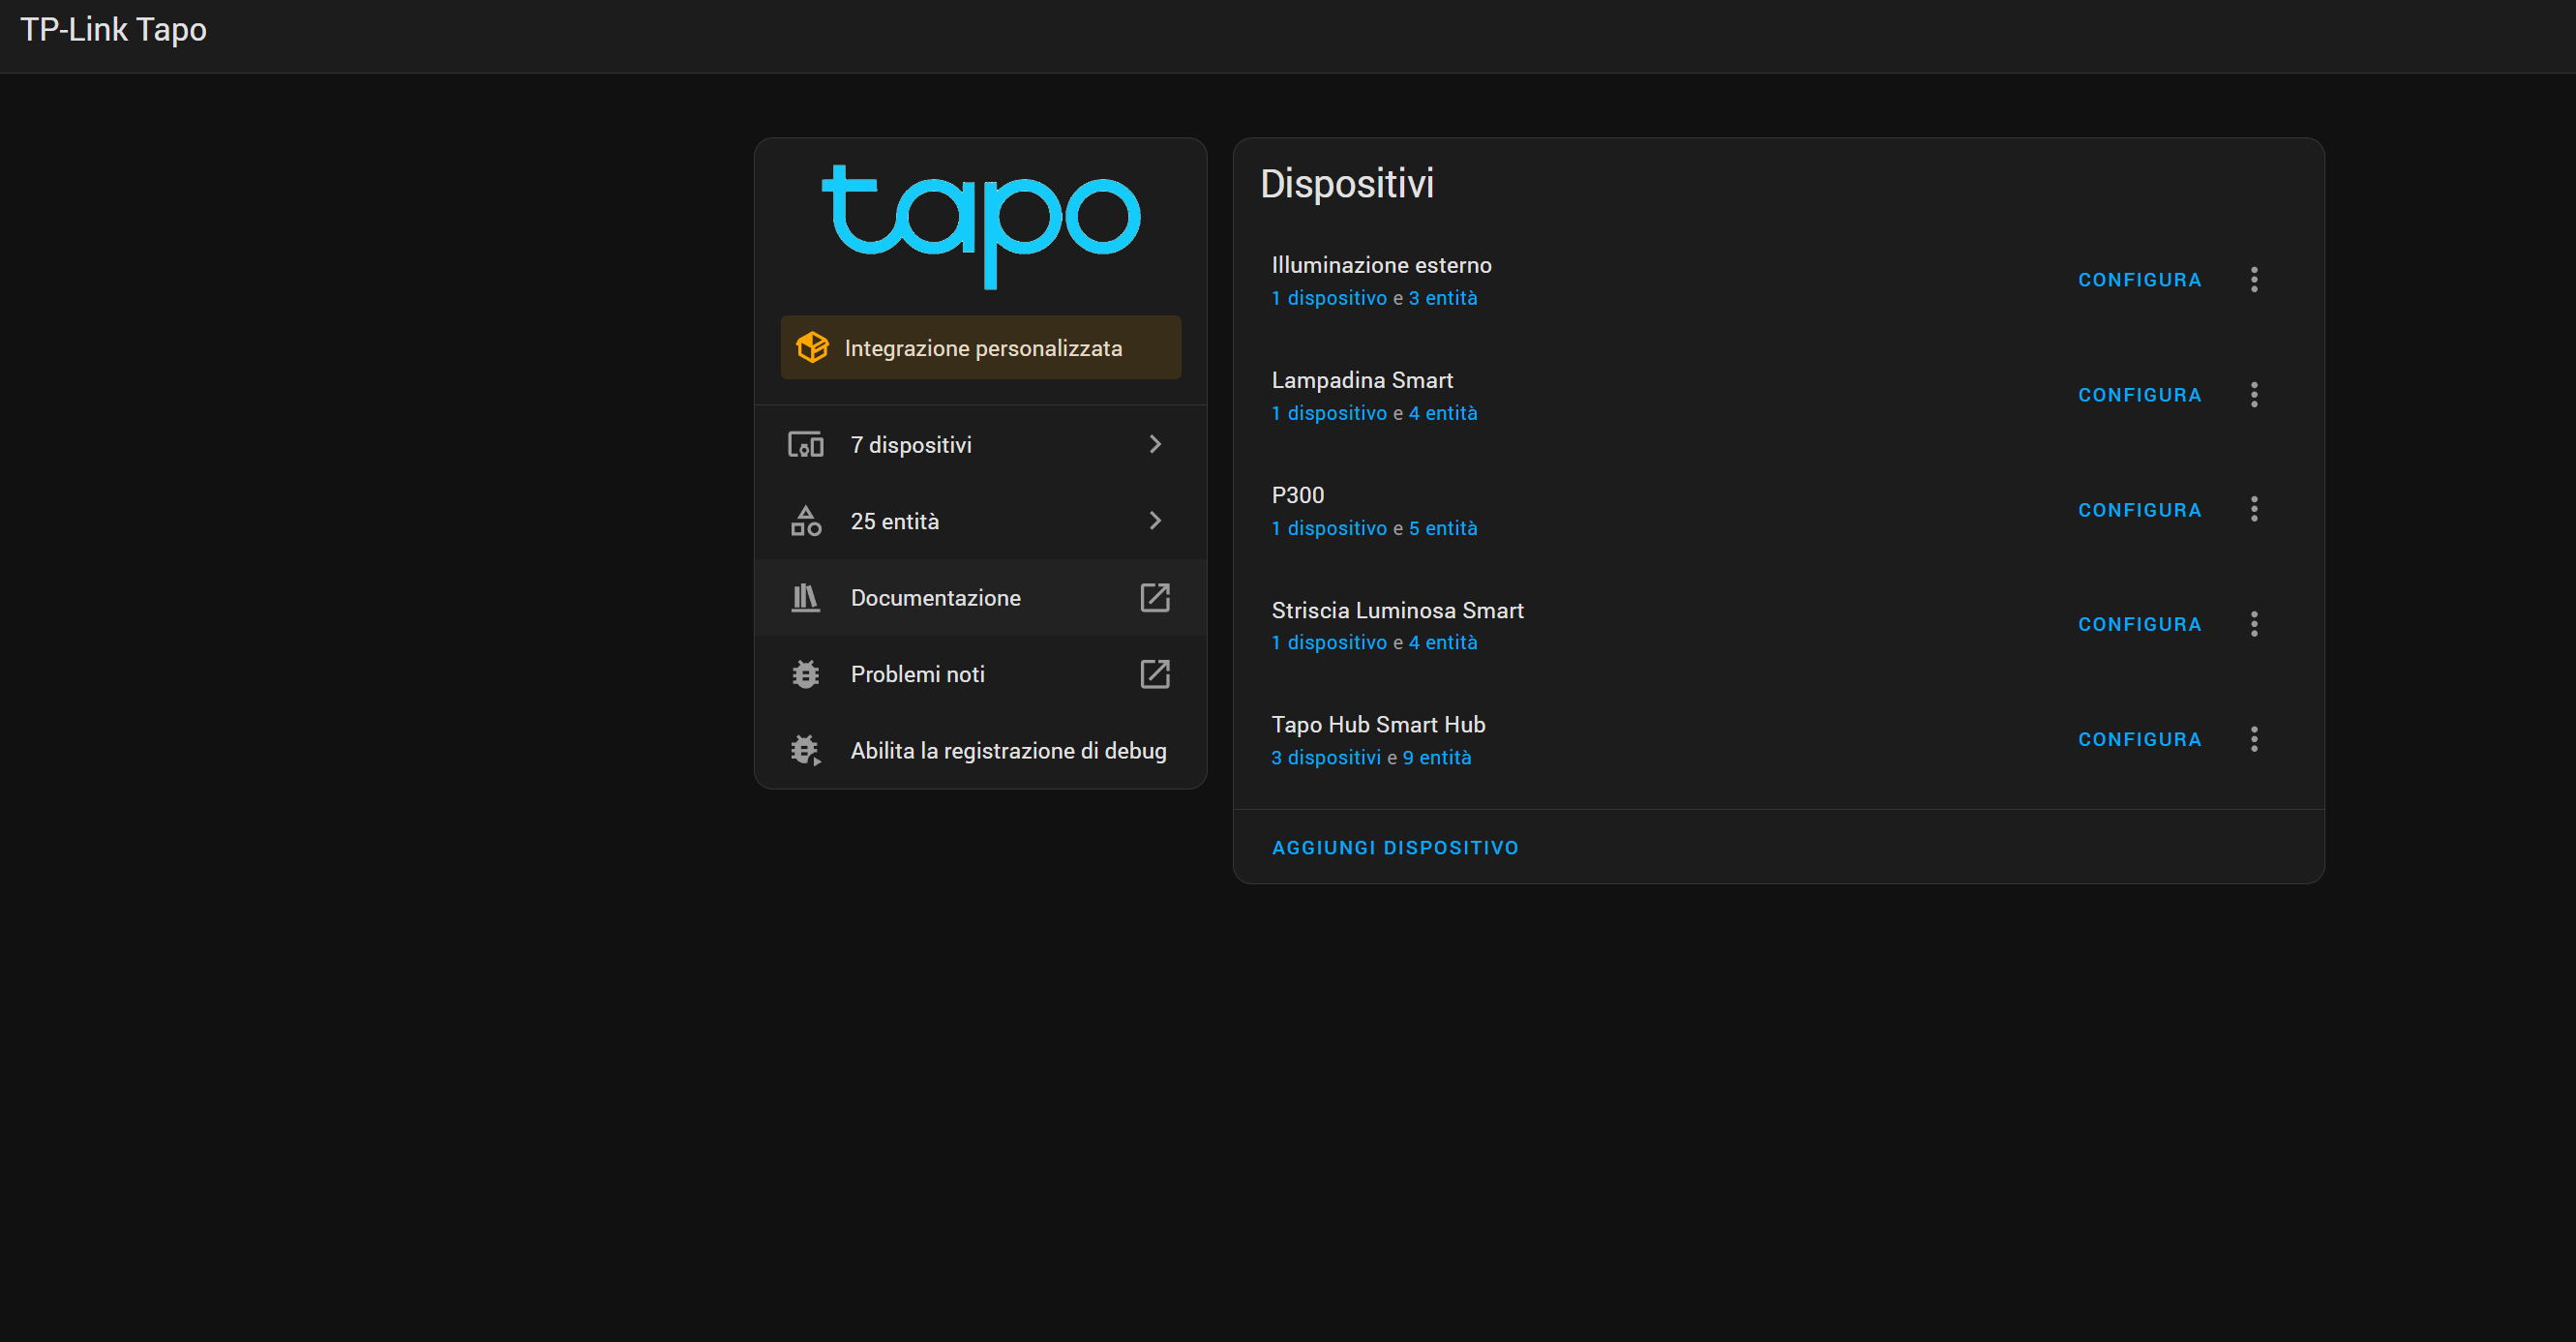 TP-Link Tapo
tapo
Integrazione personalizzata
7 dispositivi
25 entità
Documentazione
Problemi noti
Abilita la registrazione di debug
Dispositivi
Illuminazione esterno
1 dispositivo e 3 entità
CONFIGURA
Lampadina Smart
1 dispositivo e 4 entità
CONFIGURA
P300
1 dispositivo e 5 entità
CONFIGURA
Striscia Luminosa Smart
1 dispositivo e 4 entità
CONFIGURA
Tapo Hub Smart Hub
3 dispositivi e 9 entità
CONFIGURA
AGGIUNGI DISPOSITIVO